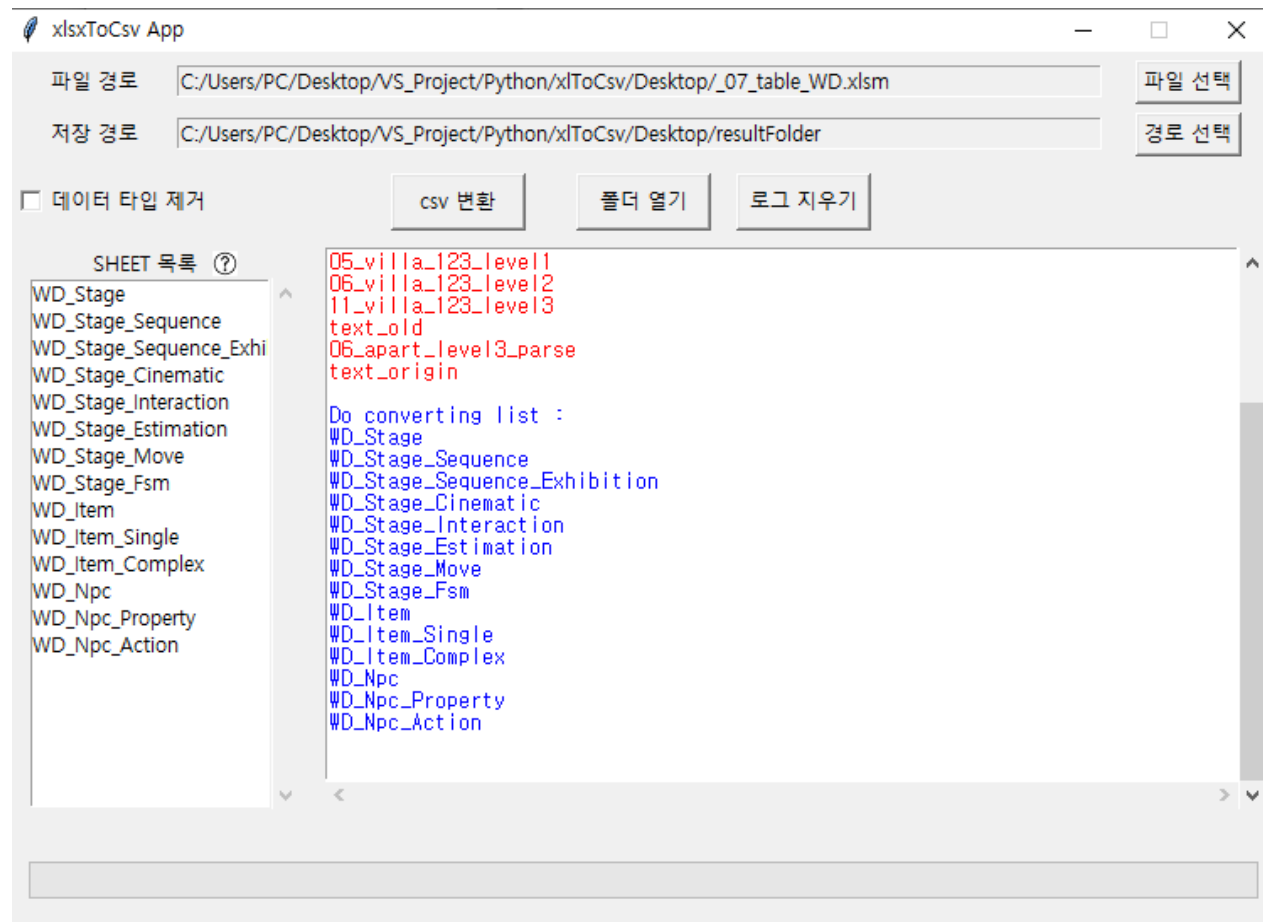 xlsxToCsv App
파일 경로 C:/Users/PC/Desktop/VS_Project/Python/xlToCsv/Desktop/_07_table_WD.xlsm 파일 선택
저장 경로 C:/Users/PC/Desktop/VS_Project/Python/xlToCsv/Desktop/resultFolder 경로 선택
데이터 타입 제거 csv 변환 폴더 열기 로그 지우기
SHEET 목록 ?
WD_Stage
WD_Stage_Sequence
WD_Stage_Sequence_Exhi
WD_Stage_Cinematic
WD_Stage_Interaction
WD_Stage_Estimation
WD_Stage_Move
WD_Stage_Fsm
WD_Item
WD_Item_Single
WD_Item_Complex
WD_Npc
WD_Npc_Property
WD_Npc_Action
05_villa_123_level1
06_villa_123_level2
11_villa_123_level3
text_old
06_apart_level3_parse
text_origin
Do converting list :
WD_Stage
WD_Stage_Sequence
WD_Stage_Sequence_Exhibition
WD_Stage_Cinematic
WD_Stage_Interaction
WD_Stage_Estimation
WD_Stage_Move
WD_Stage_Fsm
WD_Item
WD_Item_Single
WD_Item_Complex
WD_Npc
WD_Npc_Property
WD_Npc_Action